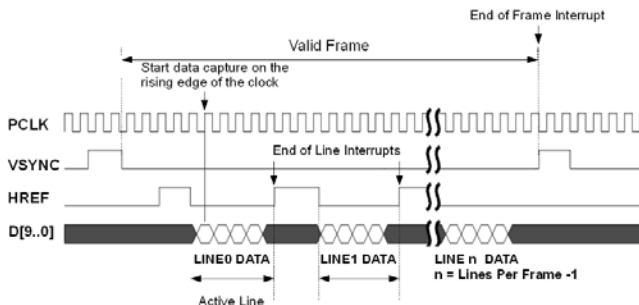 End of Frame Interrupt
Valid Frame
Start data capture on the
rising edge of the clock
PCLK
VSYNC
End of Line Interrupts
HREF
D[9..0]
LINE0 DATA
LINE1 DATA
LINE n DATA
n = Lines Per Frame -1
Active Line